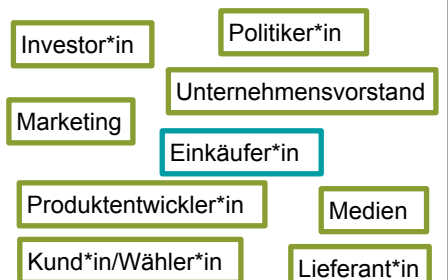 Investor*in
Politiker*in
Unternehmensvorstand
Marketing
Einkäufer*in
Produktentwickler*in
Medien
Kund*in/Wähler*in
Lieferant*in